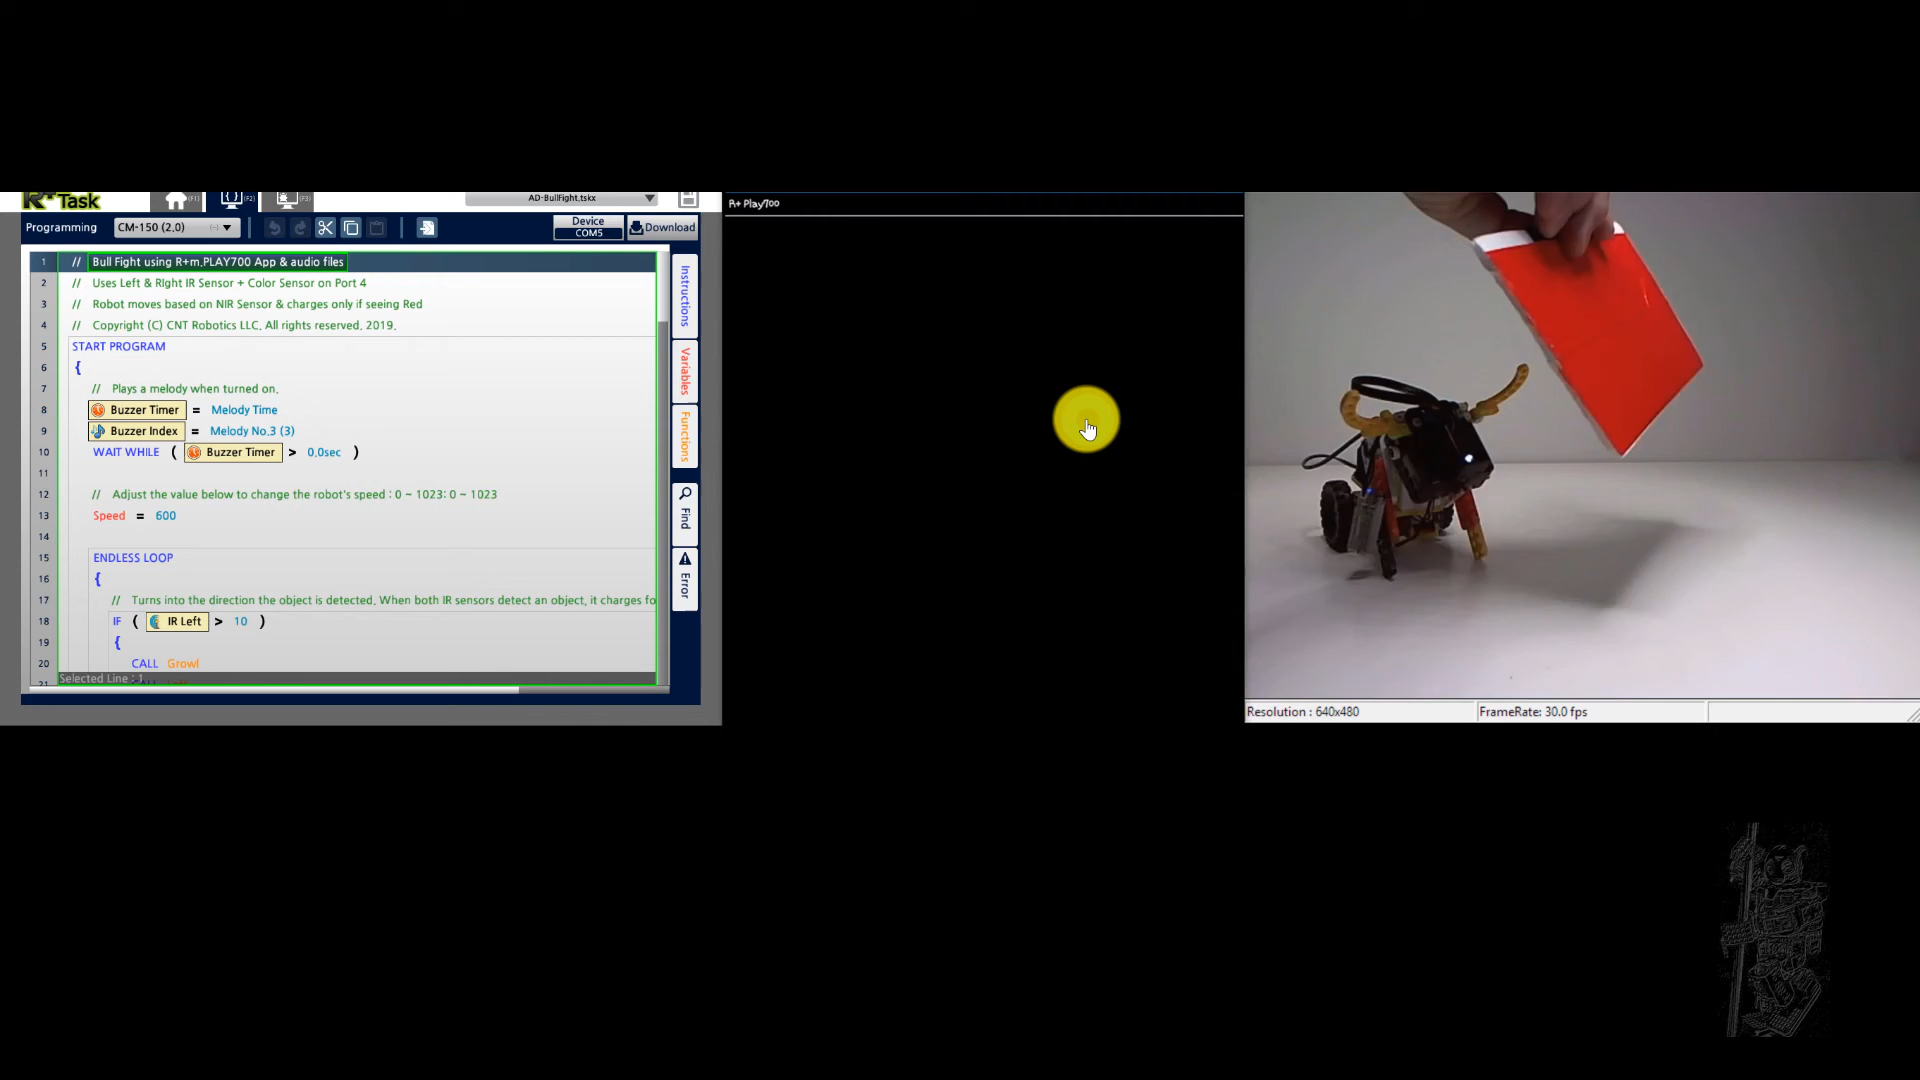 R+Task
(F1)
(F2)
(F3)
AD-BullFight.tskx
Programming
CM-150 (2.0)
Device
COM5
Download
1 // Bull Fight using R+m.PLAY700 App & audio files
2 // Uses Left & RIght IR Sensor + Color Sensor on Port 4
3 // Robot moves based on NIR Sensor & charges only if seeing Red
4 // Copyright (C) CNT Robotics LLC. All rights reserved. 2019.
5 START PROGRAM
6 {
7 // Plays a melody when turned on.
8 Buzzer Timer = Melody Time
9 Buzzer Index = Melody No.3 (3)
10 WAIT WHILE ( Buzzer Timer > 0.0sec )
11
12 // Adjust the value below to change the robot's speed : 0 ~ 1023: 0 ~ 1023
13 Speed = 600
14
15 ENDLESS LOOP
16 {
17 // Turns into the direction the object is detected. When both IR sensors detect an object, it charges fo
18 IF ( IR Left > 10 )
19 {
20 CALL Growl
21
Selected Line : 1
Instructions
Variables
Functions
Find
Error
R+ Play700
Resolution : 640x480
FrameRate: 30.0 fps